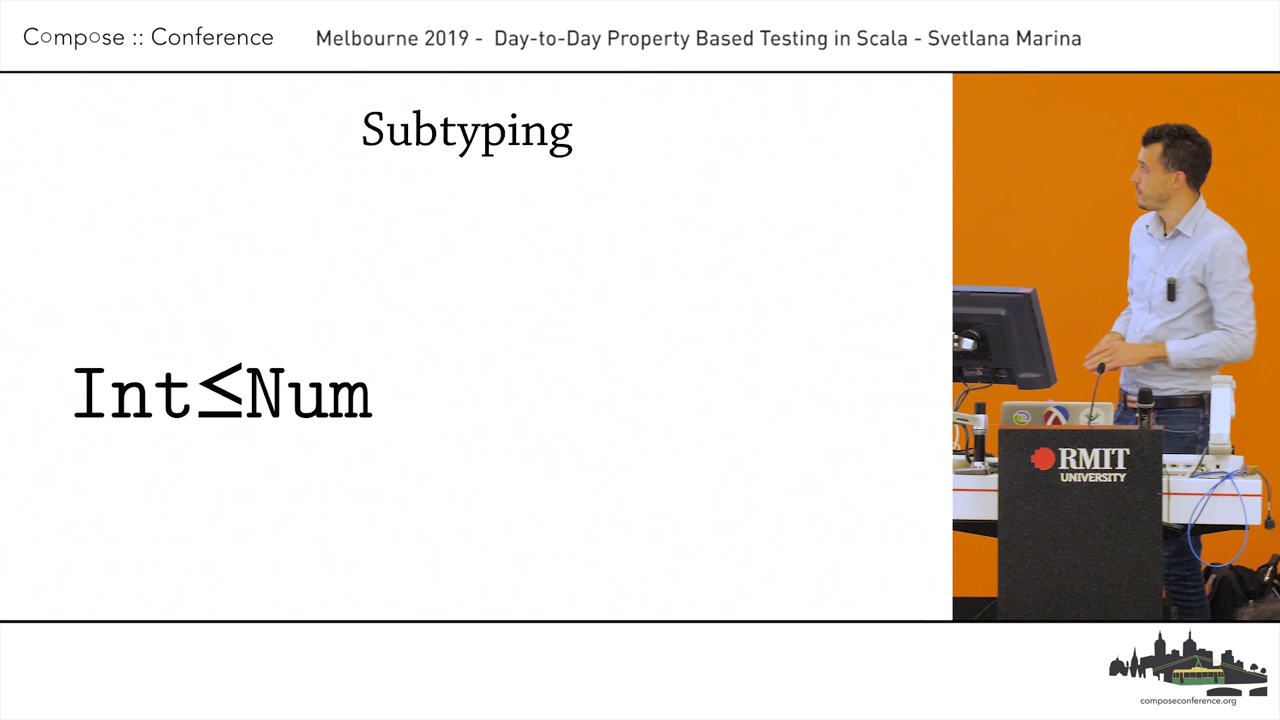 Compose :: Conference
Melbourne 2019 - Day-to-Day Property Based Testing in Scala - Svetlana Marina
Subtyping
Int≤Num
RMIT
UNIVERSITY
composeconference.org